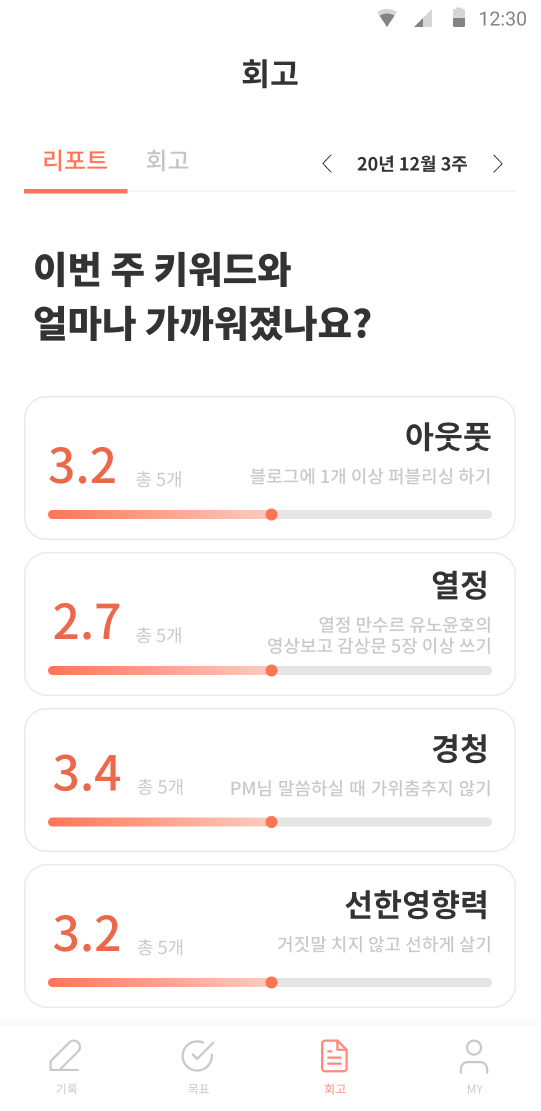 12:30
회고
리포트 회고 20년 12월 3주
이번 주 키워드와
얼마나 가까워졌나요?
아웃풋
3.2 총 5개 블로그에 1개 이상 퍼블리싱 하기
열정
2.7 총 5개 열정 만수르 유노윤호의
영상보고 감상문 5장 이상 쓰기
경청
3.4 총 5개 PM님 말씀하실 때 가위춤추지 않기
선한영향력
3.2 총 5개 거짓말 치지 않고 선하게 살기
기록 목표 회고 MY